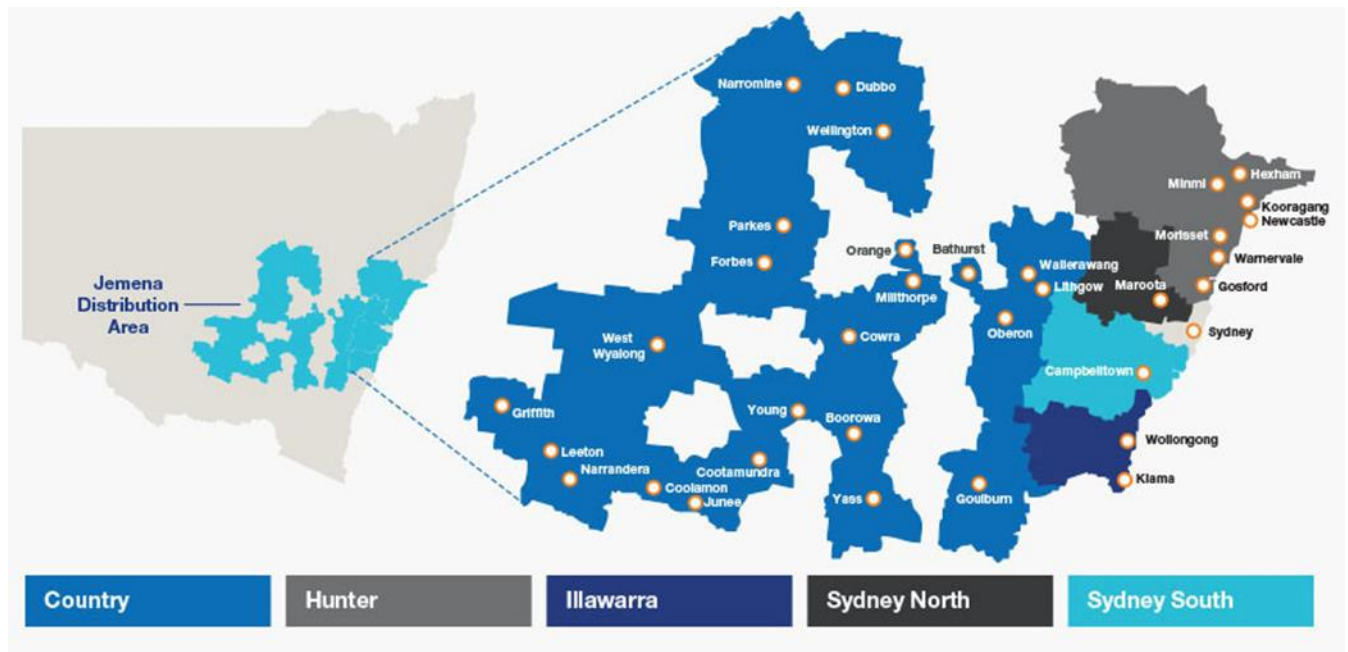 Jemena
Distribution
Area
Narromine
Dubbo
Wellington
Parkes
Forbes
Orange
Bathurst
Millthorpe
Wallerawang
Lithgow
Oberon
West
Wyalong
Cowra
Griffith
Young
Boorowa
Leeton
Narrandera
Cootamundra
Coolamon
Junee
Yass
Goulburn
Minmi
Hexham
Kooragang
Newcastle
Morisset
Warnervale
Maroota
Gosford
Sydney
Campbelltown
Wollongong
Kiama
Country
Hunter
Illawarra
Sydney North
Sydney South